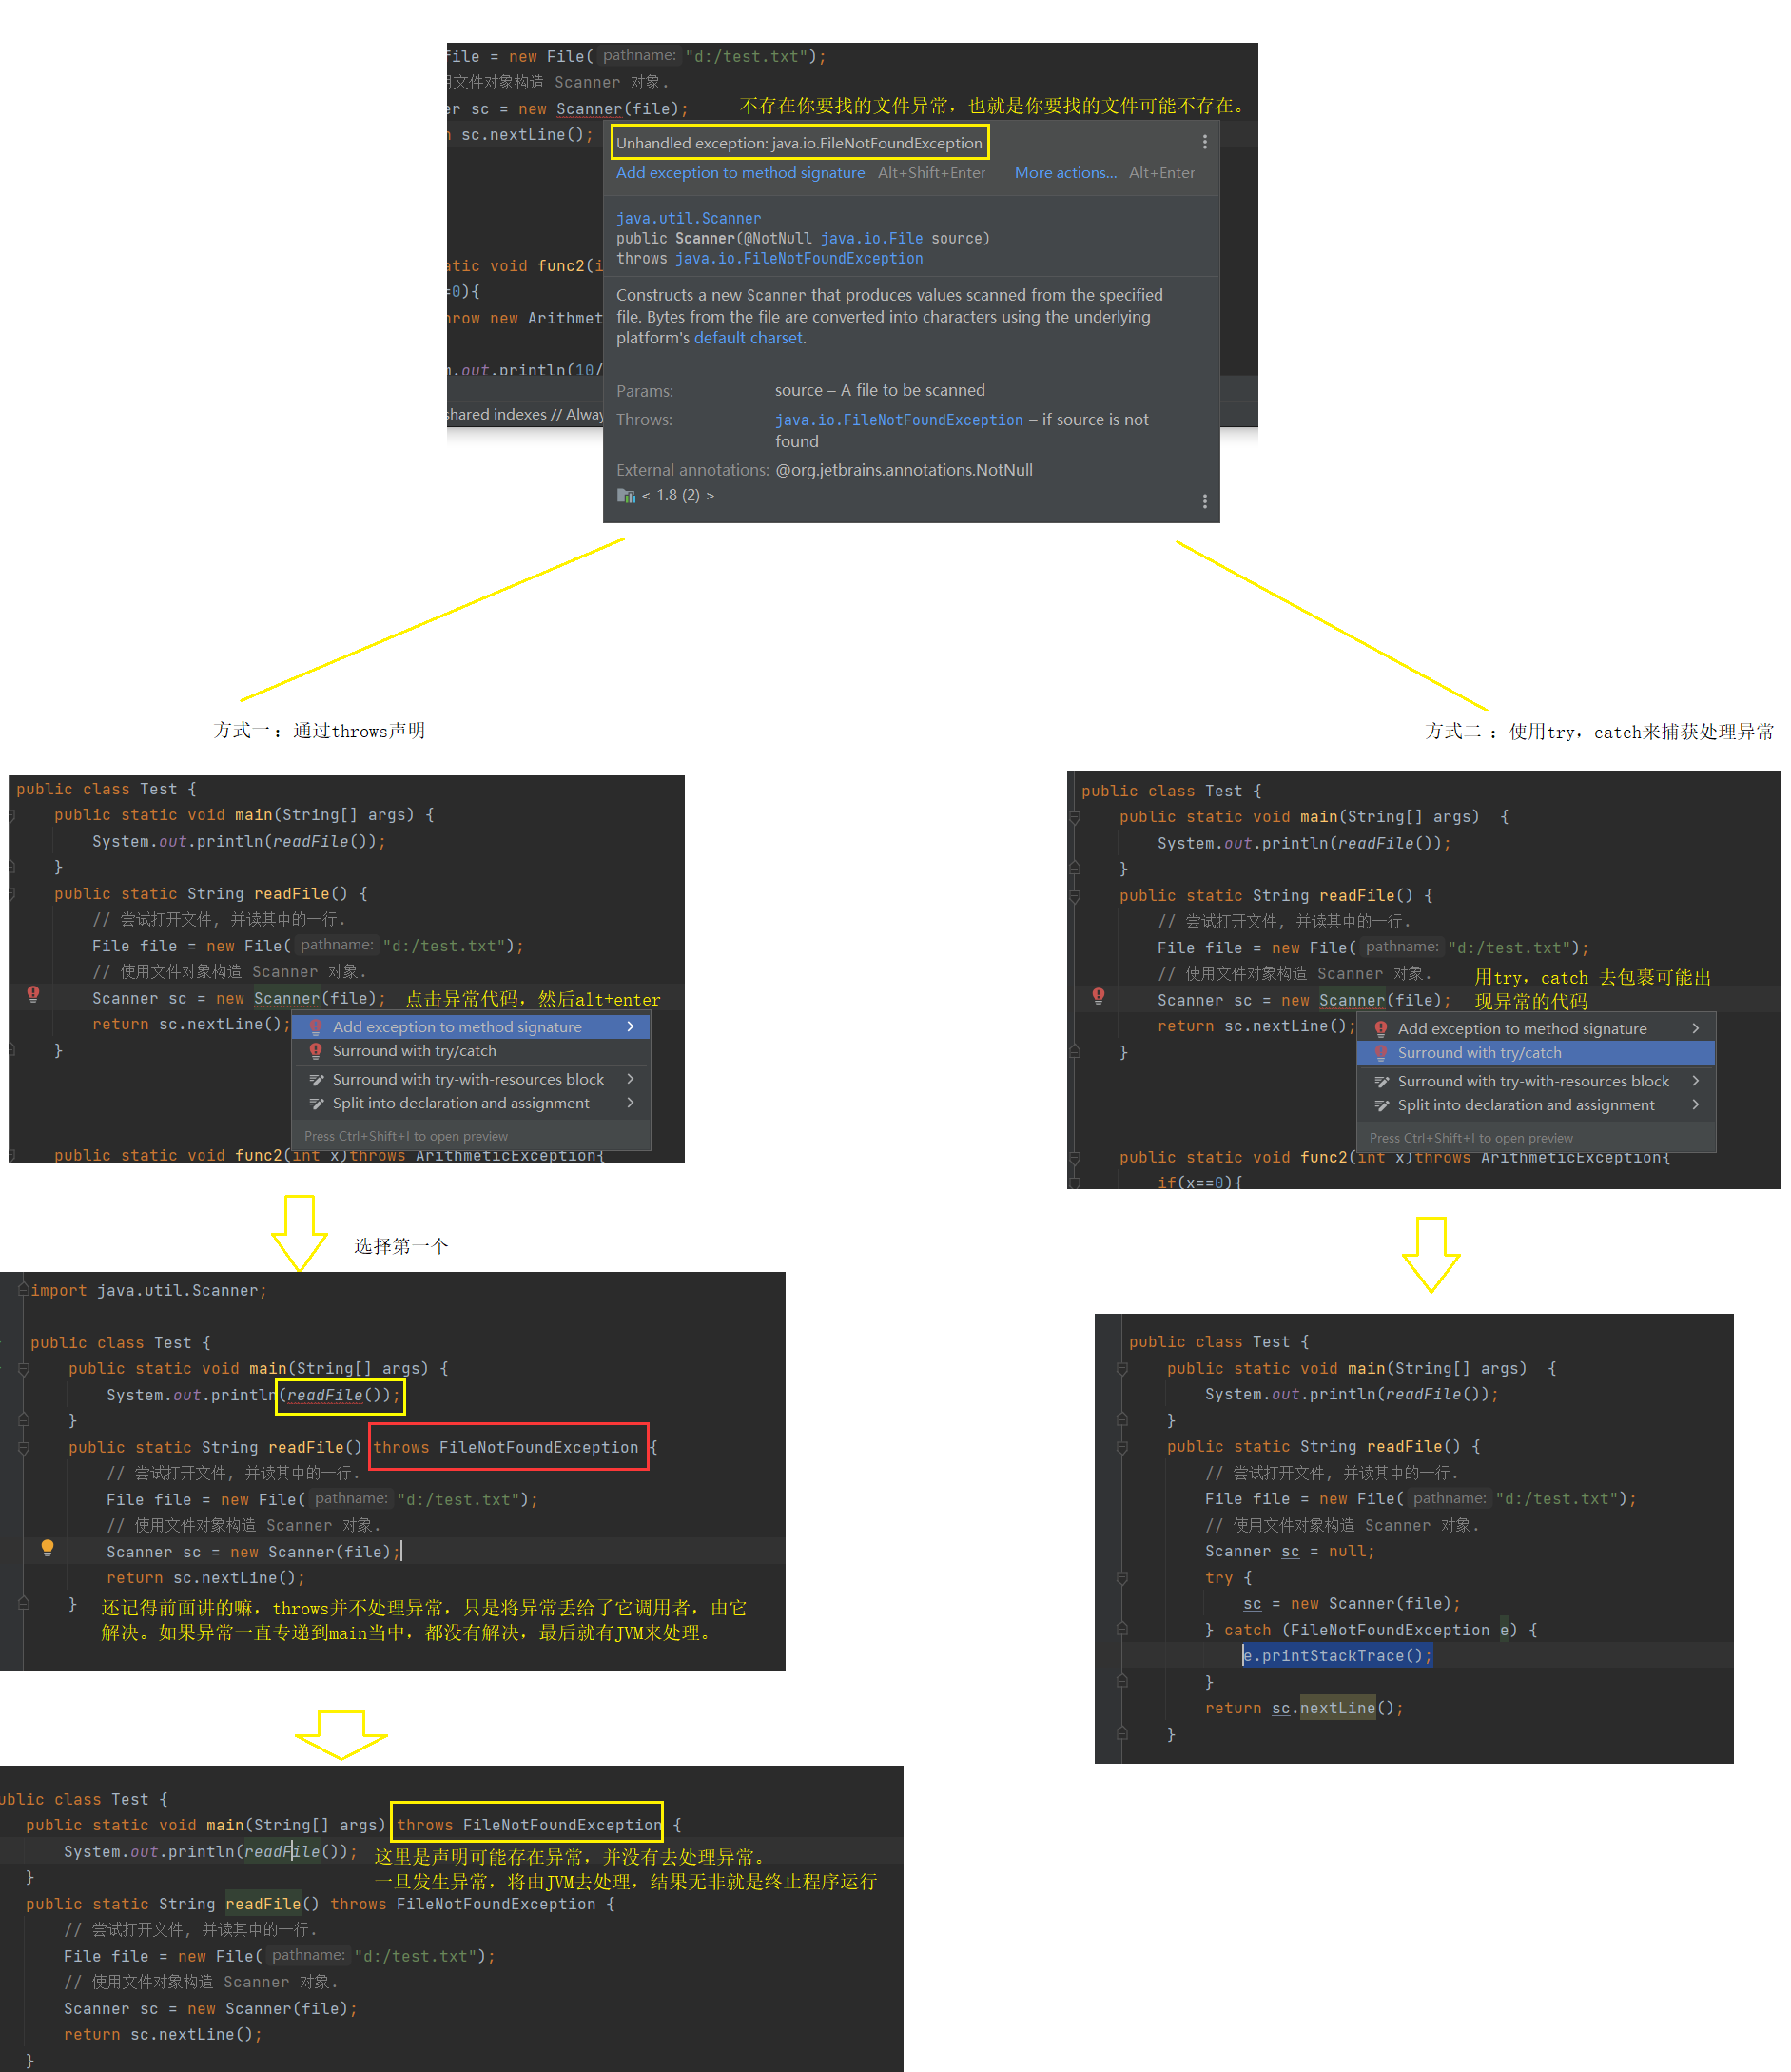 file = new File( pathname: "d:/test.txt");
用文件对象构造 Scanner 对象.
er sc = new Scanner(file);
不存在你要找的文件异常，也就是你要找的文件可能不存在。
sc.nextLine();
Unhandled exception: java.io.FileNotFoundException
Add exception to method signature Alt+Shift+Enter More actions... Alt+Enter
java.util.Scanner
public Scanner(@NotNull java.io.File source)
throws java.io.FileNotFoundException
atic void func2(i
=0){
hrow new Arithmet
Constructs a new Scanner that produces values scanned from the specified
file. Bytes from the file are converted into characters using the underlying
platform's default charset.
m.out.println(10/
Params: source – A file to be scanned
shared indexes // Alway
Throws: java.io.FileNotFoundException – if source is not
found
External annotations: @org.jetbrains.annotations.NotNull
< 1.8 (2) >
方式一：通过throws声明
public class Test {
public static void main(String[] args) {
System.out.println(readFile());
}
public static String readFile() {
// 尝试打开文件, 并读其中的一行.
File file = new File( pathname: "d:/test.txt");
// 使用文件对象构造 Scanner 对象.
Scanner sc = new Scanner(file); 点击异常代码，然后alt+enter
return sc.nextLine();
Add exception to method signature
}
Surround with try/catch
Surround with try-with-resources block
Split into declaration and assignment
Press Ctrl+Shift+I to open preview
public static void func2(int x)throws ArithmeticException{
选择第一个
import java.util.Scanner;
public class Test {
public static void main(String[] args) {
System.out.println(readFile());
}
public static String readFile() throws FileNotFoundException {
// 尝试打开文件, 并读其中的一行.
File file = new File( pathname: "d:/test.txt");
// 使用文件对象构造 Scanner 对象.
Scanner sc = new Scanner(file);
return sc.nextLine();
}
还记得前面讲的嘛，throws并不处理异常，只是将异常丢给了它调用者，由它
解决。如果异常一直专递到main当中，都没有解决，最后就有JVM来处理。
ublic class Test {
public static void main(String[] args) throws FileNotFoundException {
System.out.println(readFile());
这里是声明可能存在异常，并没有去处理异常。
}
一旦发生异常，将由JVM去处理，结果无非就是终止程序运行
public static String readFile() throws FileNotFoundException {
// 尝试打开文件, 并读其中的一行.
File file = new File( pathname: "d:/test.txt");
// 使用文件对象构造 Scanner 对象.
Scanner sc = new Scanner(file);
return sc.nextLine();
}
方式二 ：使用try，catch来捕获处理异常
public class Test {
public static void main(String[] args) {
System.out.println(readFile());
}
public static String readFile() {
// 尝试打开文件, 并读其中的一行.
File file = new File( pathname: "d:/test.txt");
// 使用文件对象构造 Scanner 对象.
用try，catch 去包裹可能出
现异常的代码
Scanner sc = new Scanner(file);
return sc.nextLine();
Add exception to method signature
}
Surround with try/catch
Surround with try-with-resources block
Split into declaration and assignment
Press Ctrl+Shift+I to open preview
public static void func2(int x)throws ArithmeticException{
if(x==0){
public class Test {
public static void main(String[] args) {
System.out.println(readFile());
}
public static String readFile() {
// 尝试打开文件, 并读其中的一行.
File file = new File( pathname: "d:/test.txt");
// 使用文件对象构造 Scanner 对象.
Scanner sc = null;
try {
sc = new Scanner(file);
} catch (FileNotFoundException e) {
e.printStackTrace();
}
return sc.nextLine();
}